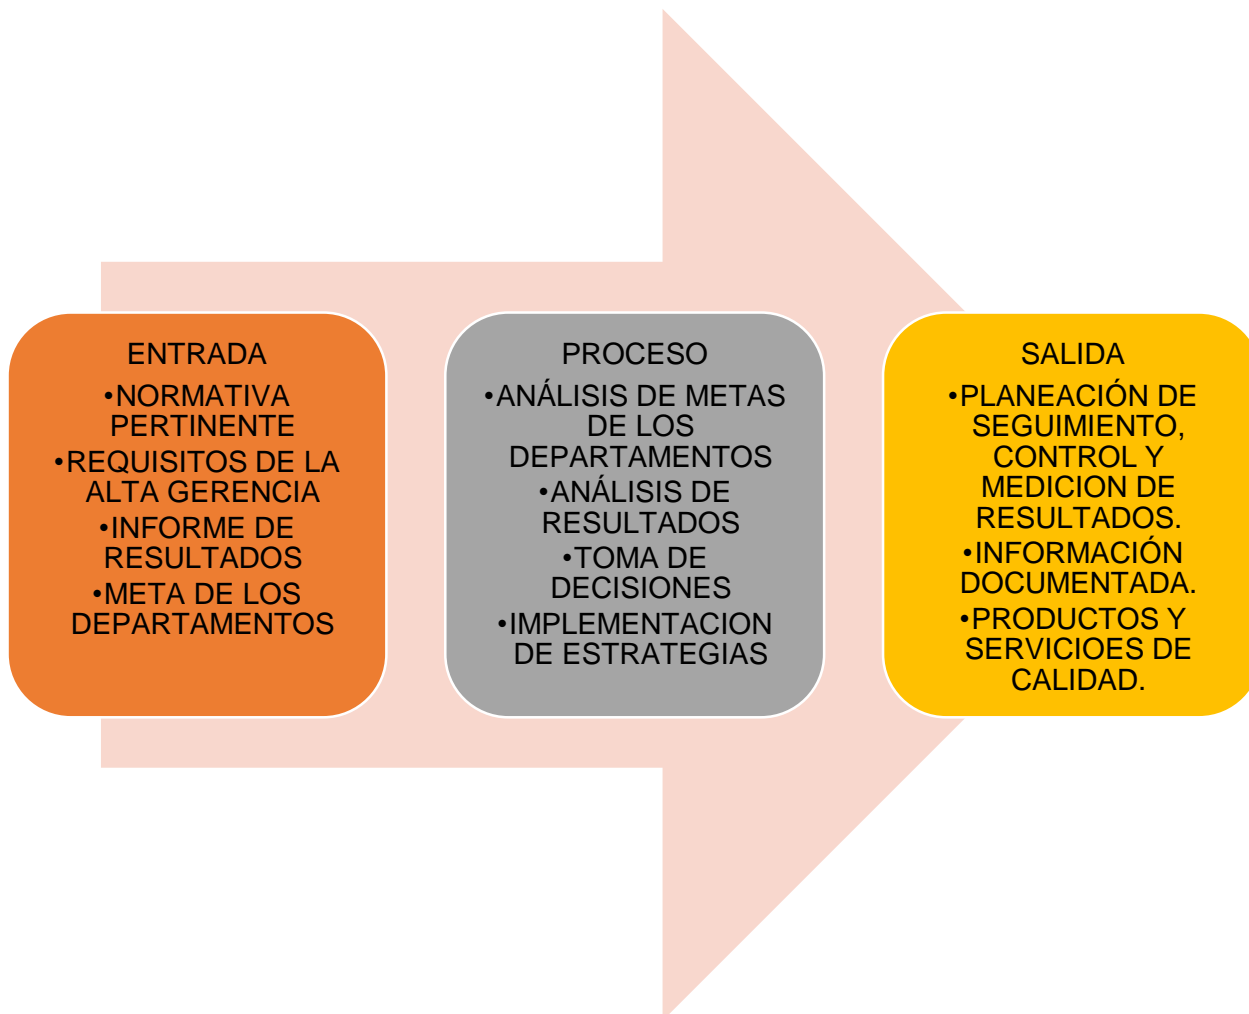 ENTRADA
•NORMATIVA
PERTINENTE
•REQUISITOS DE LA
ALTA GERENCIA
•INFORME DE
RESULTADOS
•META DE LOS
DEPARTAMENTOS
PROCESO
•ANÁLISIS DE METAS
DE LOS
DEPARTAMENTOS
•ANÁLISIS DE
RESULTADOS
•TOMA DE
DECISIONES
•IMPLEMENTACION
DE ESTRATEGIAS
SALIDA
•PLANEACIÓN DE
SEGUIMIENTO,
CONTROL Y
MEDICION DE
RESULTADOS.
•INFORMACIÓN
DOCUMENTADA.
•PRODUCTOS Y
SERVICIOES DE
CALIDAD.